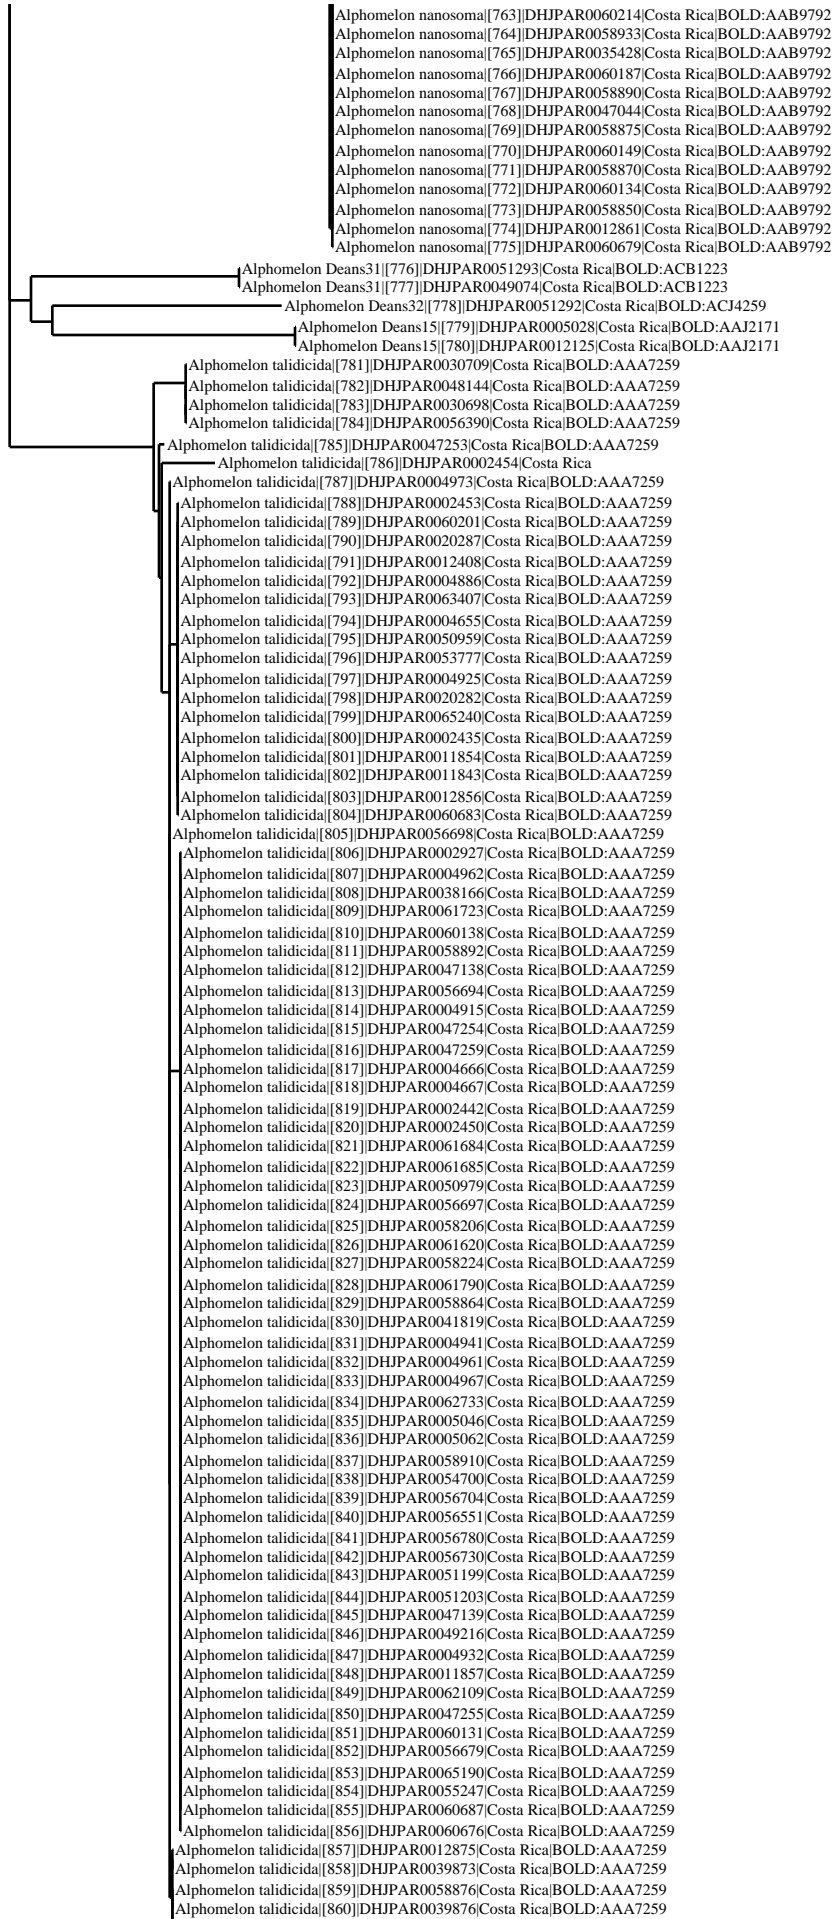 Alphomelon nanosoma|[763]|DHJPAR0060214|Costa Rica|BOLD:AAB9792
Alphomelon nanosoma|[764]|DHJPAR0058933|Costa Rica|BOLD:AAB9792
Alphomelon nanosoma|[765]|DHJPAR0035428|Costa Rica|BOLD:AAB9792
Alphomelon nanosoma|[766]|DHJPAR0060187|Costa Rica|BOLD:AAB9792
Alphomelon nanosoma|[767]|DHJPAR0058890|Costa Rica|BOLD:AAB9792
Alphomelon nanosoma|[768]|DHJPAR0047044|Costa Rica|BOLD:AAB9792
Alphomelon nanosoma|[769]|DHJPAR0058875|Costa Rica|BOLD:AAB9792
Alphomelon nanosoma|[770]|DHJPAR0060149|Costa Rica|BOLD:AAB9792
Alphomelon nanosoma|[771]|DHJPAR0058870|Costa Rica|BOLD:AAB9792
Alphomelon nanosoma|[772]|DHJPAR0060134|Costa Rica|BOLD:AAB9792
Alphomelon nanosoma|[773]|DHJPAR0058850|Costa Rica|BOLD:AAB9792
Alphomelon nanosoma|[774]|DHJPAR0012861|Costa Rica|BOLD:AAB9792
Alphomelon nanosoma|[775]|DHJPAR0060679|Costa Rica|BOLD:AAB9792
Alphomelon Deans31|[776]|DHJPAR0051293|Costa Rica|BOLD:ACB1223
Alphomelon Deans31|[777]|DHJPAR0049074|Costa Rica|BOLD:ACB1223
Alphomelon Deans32|[778]|DHJPAR0051292|Costa Rica|BOLD:ACJ4259
Alphomelon Deans15|[779]|DHJPAR0005028|Costa Rica|BOLD:AAJ2171
Alphomelon Deans15|[780]|DHJPAR0012125|Costa Rica|BOLD:AAJ2171
Alphomelon talidicida|[781]|DHJPAR0030709|Costa Rica|BOLD:AAA7259
Alphomelon talidicida|[782]|DHJPAR0048144|Costa Rica|BOLD:AAA7259
Alphomelon talidicida|[783]|DHJPAR0030698|Costa Rica|BOLD:AAA7259
Alphomelon talidicida|[784]|DHJPAR0056390|Costa Rica|BOLD:AAA7259
Alphomelon talidicida|[785]|DHJPAR0047253|Costa Rica|BOLD:AAA7259
Alphomelon talidicida|[786]|DHJPAR0002454|Costa Rica
Alphomelon talidicida|[787]|DHJPAR0004973|Costa Rica|BOLD:AAA7259
Alphomelon talidicida|[788]|DHJPAR0002453|Costa Rica|BOLD:AAA7259
Alphomelon talidicida|[789]|DHJPAR0060201|Costa Rica|BOLD:AAA7259
Alphomelon talidicida|[790]|DHJPAR0020287|Costa Rica|BOLD:AAA7259
Alphomelon talidicida|[791]|DHJPAR0012408|Costa Rica|BOLD:AAA7259
Alphomelon talidicida|[792]|DHJPAR0004886|Costa Rica|BOLD:AAA7259
Alphomelon talidicida|[793]|DHJPAR0063407|Costa Rica|BOLD:AAA7259
Alphomelon talidicida|[794]|DHJPAR0004655|Costa Rica|BOLD:AAA7259
Alphomelon talidicida|[795]|DHJPAR0050959|Costa Rica|BOLD:AAA7259
Alphomelon talidicida|[796]|DHJPAR0053777|Costa Rica|BOLD:AAA7259
Alphomelon talidicida|[797]|DHJPAR0004925|Costa Rica|BOLD:AAA7259
Alphomelon talidicida|[798]|DHJPAR0020282|Costa Rica|BOLD:AAA7259
Alphomelon talidicida|[799]|DHJPAR0065240|Costa Rica|BOLD:AAA7259
Alphomelon talidicida|[800]|DHJPAR0002435|Costa Rica|BOLD:AAA7259
Alphomelon talidicida|[801]|DHJPAR0011854|Costa Rica|BOLD:AAA7259
Alphomelon talidicida|[802]|DHJPAR0011843|Costa Rica|BOLD:AAA7259
Alphomelon talidicida|[803]|DHJPAR0012856|Costa Rica|BOLD:AAA7259
Alphomelon talidicida|[804]|DHJPAR0060683|Costa Rica|BOLD:AAA7259
Alphomelon talidicida|[805]|DHJPAR0056698|Costa Rica|BOLD:AAA7259
Alphomelon talidicida|[806]|DHJPAR0002927|Costa Rica|BOLD:AAA7259
Alphomelon talidicida|[807]|DHJPAR0004962|Costa Rica|BOLD:AAA7259
Alphomelon talidicida|[808]|DHJPAR0038166|Costa Rica|BOLD:AAA7259
Alphomelon talidicida|[809]|DHJPAR0061723|Costa Rica|BOLD:AAA7259
Alphomelon talidicida|[810]|DHJPAR0060138|Costa Rica|BOLD:AAA7259
Alphomelon talidicida|[811]|DHJPAR0058892|Costa Rica|BOLD:AAA7259
Alphomelon talidicida|[812]|DHJPAR0047138|Costa Rica|BOLD:AAA7259
Alphomelon talidicida|[813]|DHJPAR0056694|Costa Rica|BOLD:AAA7259
Alphomelon talidicida|[814]|DHJPAR0004915|Costa Rica|BOLD:AAA7259
Alphomelon talidicida|[815]|DHJPAR0047254|Costa Rica|BOLD:AAA7259
Alphomelon talidicida|[816]|DHJPAR0047259|Costa Rica|BOLD:AAA7259
Alphomelon talidicida|[817]|DHJPAR0004666|Costa Rica|BOLD:AAA7259
Alphomelon talidicida|[818]|DHJPAR0004667|Costa Rica|BOLD:AAA7259
Alphomelon talidicida|[819]|DHJPAR0002442|Costa Rica|BOLD:AAA7259
Alphomelon talidicida|[820]|DHJPAR0002450|Costa Rica|BOLD:AAA7259
Alphomelon talidicida|[821]|DHJPAR0061684|Costa Rica|BOLD:AAA7259
Alphomelon talidicida|[822]|DHJPAR0061685|Costa Rica|BOLD:AAA7259
Alphomelon talidicida|[823]|DHJPAR0050979|Costa Rica|BOLD:AAA7259
Alphomelon talidicida|[824]|DHJPAR0056697|Costa Rica|BOLD:AAA7259
Alphomelon talidicida|[825]|DHJPAR0058206|Costa Rica|BOLD:AAA7259
Alphomelon talidicida|[826]|DHJPAR0061620|Costa Rica|BOLD:AAA7259
Alphomelon talidicida|[827]|DHJPAR0058224|Costa Rica|BOLD:AAA7259
Alphomelon talidicida|[828]|DHJPAR0061790|Costa Rica|BOLD:AAA7259
Alphomelon talidicida|[829]|DHJPAR0058864|Costa Rica|BOLD:AAA7259
Alphomelon talidicida|[830]|DHJPAR0041819|Costa Rica|BOLD:AAA7259
Alphomelon talidicida|[831]|DHJPAR0004941|Costa Rica|BOLD:AAA7259
Alphomelon talidicida|[832]|DHJPAR0004961|Costa Rica|BOLD:AAA7259
Alphomelon talidicida|[833]|DHJPAR0004967|Costa Rica|BOLD:AAA7259
Alphomelon talidicida|[834]|DHJPAR0062733|Costa Rica|BOLD:AAA7259
Alphomelon talidicida|[835]|DHJPAR0005046|Costa Rica|BOLD:AAA7259
Alphomelon talidicida|[836]|DHJPAR0005062|Costa Rica|BOLD:AAA7259
Alphomelon talidicida|[837]|DHJPAR0058910|Costa Rica|BOLD:AAA7259
Alphomelon talidicida|[838]|DHJPAR0054700|Costa Rica|BOLD:AAA7259
Alphomelon talidicida|[839]|DHJPAR0056704|Costa Rica|BOLD:AAA7259
Alphomelon talidicida|[840]|DHJPAR0056551|Costa Rica|BOLD:AAA7259
Alphomelon talidicida|[841]|DHJPAR0056780|Costa Rica|BOLD:AAA7259
Alphomelon talidicida|[842]|DHJPAR0056730|Costa Rica|BOLD:AAA7259
Alphomelon talidicida|[843]|DHJPAR0051199|Costa Rica|BOLD:AAA7259
Alphomelon talidicida|[844]|DHJPAR0051203|Costa Rica|BOLD:AAA7259
Alphomelon talidicida|[845]|DHJPAR0047139|Costa Rica|BOLD:AAA7259
Alphomelon talidicida|[846]|DHJPAR0049216|Costa Rica|BOLD:AAA7259
Alphomelon talidicida|[847]|DHJPAR0004932|Costa Rica|BOLD:AAA7259
Alphomelon talidicida|[848]|DHJPAR0011857|Costa Rica|BOLD:AAA7259
Alphomelon talidicida|[849]|DHJPAR0062109|Costa Rica|BOLD:AAA7259
Alphomelon talidicida|[850]|DHJPAR0047255|Costa Rica|BOLD:AAA7259
Alphomelon talidicida|[851]|DHJPAR0060131|Costa Rica|BOLD:AAA7259
Alphomelon talidicida|[852]|DHJPAR0056679|Costa Rica|BOLD:AAA7259
Alphomelon talidicida|[853]|DHJPAR0065190|Costa Rica|BOLD:AAA7259
Alphomelon talidicida|[854]|DHJPAR0055247|Costa Rica|BOLD:AAA7259
Alphomelon talidicida|[855]|DHJPAR0060687|Costa Rica|BOLD:AAA7259
Alphomelon talidicida|[856]|DHJPAR0060676|Costa Rica|BOLD:AAA7259
Alphomelon talidicida|[857]|DHJPAR0012875|Costa Rica|BOLD:AAA7259
Alphomelon talidicida|[858]|DHJPAR0039873|Costa Rica|BOLD:AAA7259
Alphomelon talidicida|[859]|DHJPAR0058876|Costa Rica|BOLD:AAA7259
Alphomelon talidicida|[860]|DHJPAR0039876|Costa Rica|BOLD:AAA7259